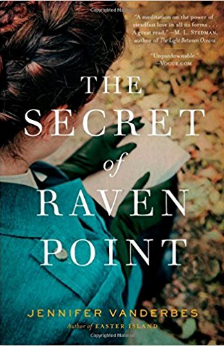 "A meditation on the power of
steadfast love in all its forms . . .
A great read."—M. L. STEDMAN,
author of The Light Between Oceans
"Unputdownable."
—VOGUE.COM
THE
SECRET
of
RAVEN
POINT
JENNIFER VANDERBES
Author of EASTER ISLAND